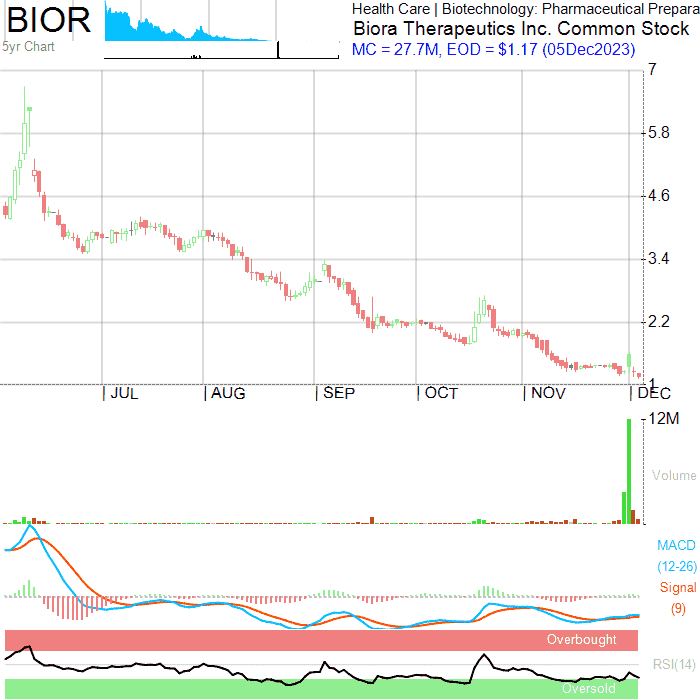 BIOR
Health Care | Biotechnology: Pharmaceutical Prepara
Biora Therapeutics Inc. Common Stock
5yr Chart
MC = 27.7M, EOD = $1.17 (05Dec2023)
7
5.8
4.6
3.4
2.2
1
JUL
AUG
SEP
OCT
NOV
DEC
12M
Volume
MACD
(12-26)
Signal
(9)
Overbought
RSI(14)
Oversold